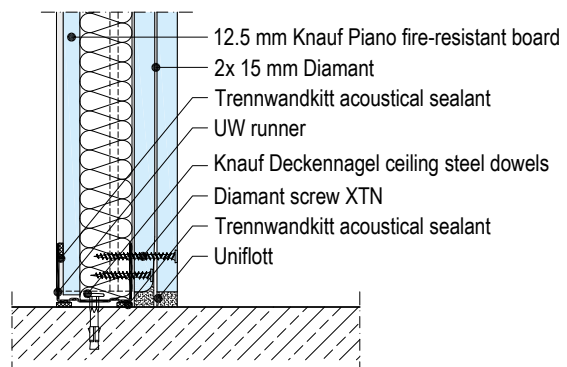 12.5 mm Knauf Piano fire-resistant board
2x 15 mm Diamant
Trennwandkitt acoustical sealant
UW runner
Knauf Deckennagel ceiling steel dowels
Diamant screw XTN
Trennwandkitt acoustical sealant
Uniflott